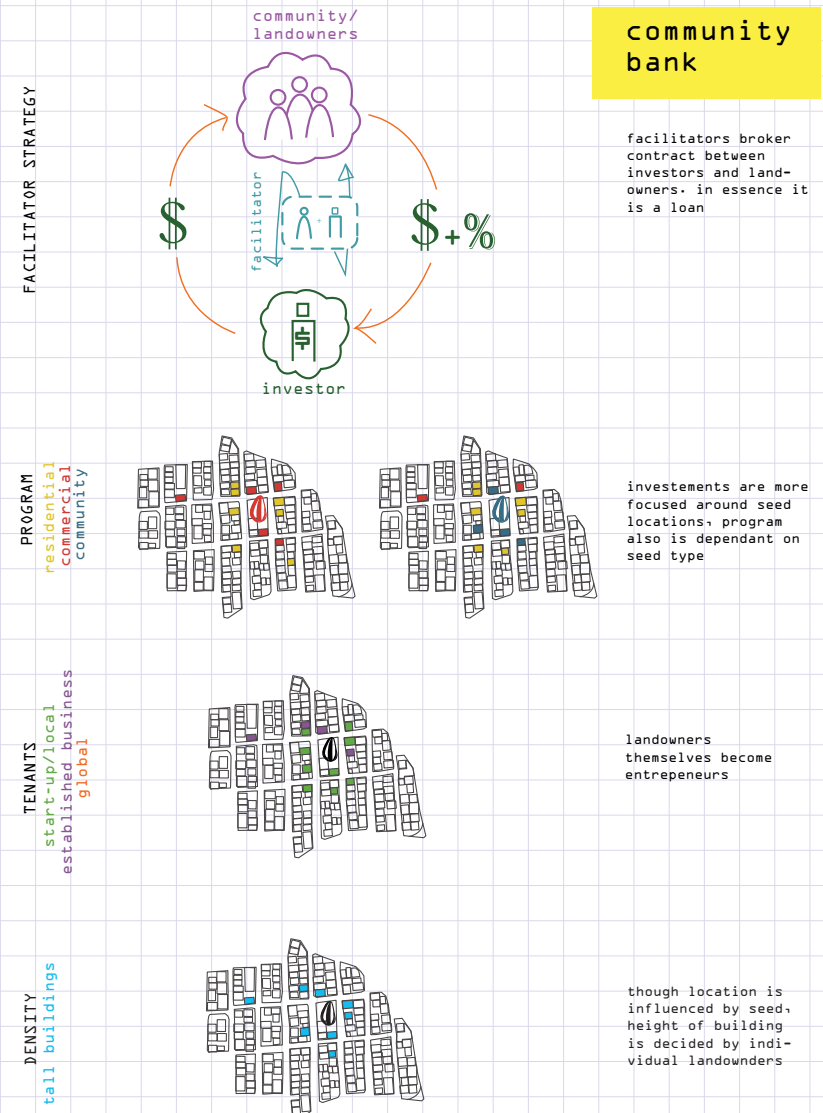 community/
landowners
community
bank
FACILITATOR STRATEGY
facilitators broker
contract between
investors and land-
owners. in essence it
is a loan
facilitator
$
$+%
$
investor
PROGRAM
residential
commercial
community
investements are more
focused around seed
locations, program
also is dependant on
seed type
TENANTS
start-up/local
established business
global
landowners
themselves become
entrepeneurs
DENSITY
tall buildings
though location is
influenced by seed,
height of building
is decided by indi-
vidual landownders